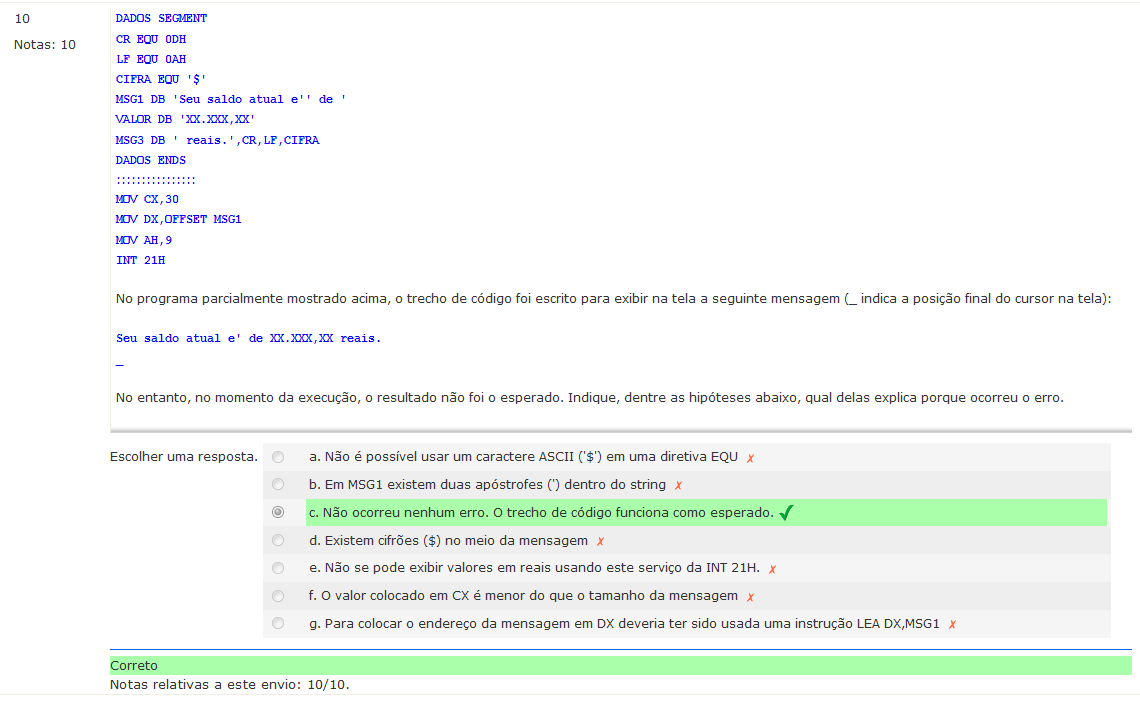 10
Notas: 10
DADOS SEGMENT
CR EQU 0DH
LF EQU 0AH
CIFRA EQU '$'
MSG1 DB 'Seu saldo atual e'' de '
VALOR DB 'XX.XXX,XX'
MSG3 DB ' reais.',CR,LF,CIFRA
DADOS ENDS
::::::::::::::::
MOV CX,30
MOV DX,OFFSET MSG1
MOV AH,9
INT 21H
No programa parcialmente mostrado acima, o trecho de código foi escrito para exibir na tela a seguinte mensagem (_ indica a posição final do cursor na tela):
Seu saldo atual e' de XX.XXX,XX reais.
_
No entanto, no momento da execução, o resultado não foi o esperado. Indique, dentre as hipóteses abaixo, qual delas explica porque ocorreu o erro.
Escolher uma resposta.
a. Não é possível usar um caractere ASCII ('$') em uma diretiva EQU ✗
b. Em MSG1 existem duas apóstrofes (') dentro do string ✗
c. Não ocorreu nenhum erro. O trecho de código funciona como esperado. ✓
d. Existem cifrões ($) no meio da mensagem ✗
e. Não se pode exibir valores em reais usando este serviço da INT 21H. ✗
f. O valor colocado em CX é menor do que o tamanho da mensagem ✗
g. Para colocar o endereço da mensagem em DX deveria ter sido usada uma instrução LEA DX,MSG1 ✗
Correto
Notas relativas a este envio: 10/10.